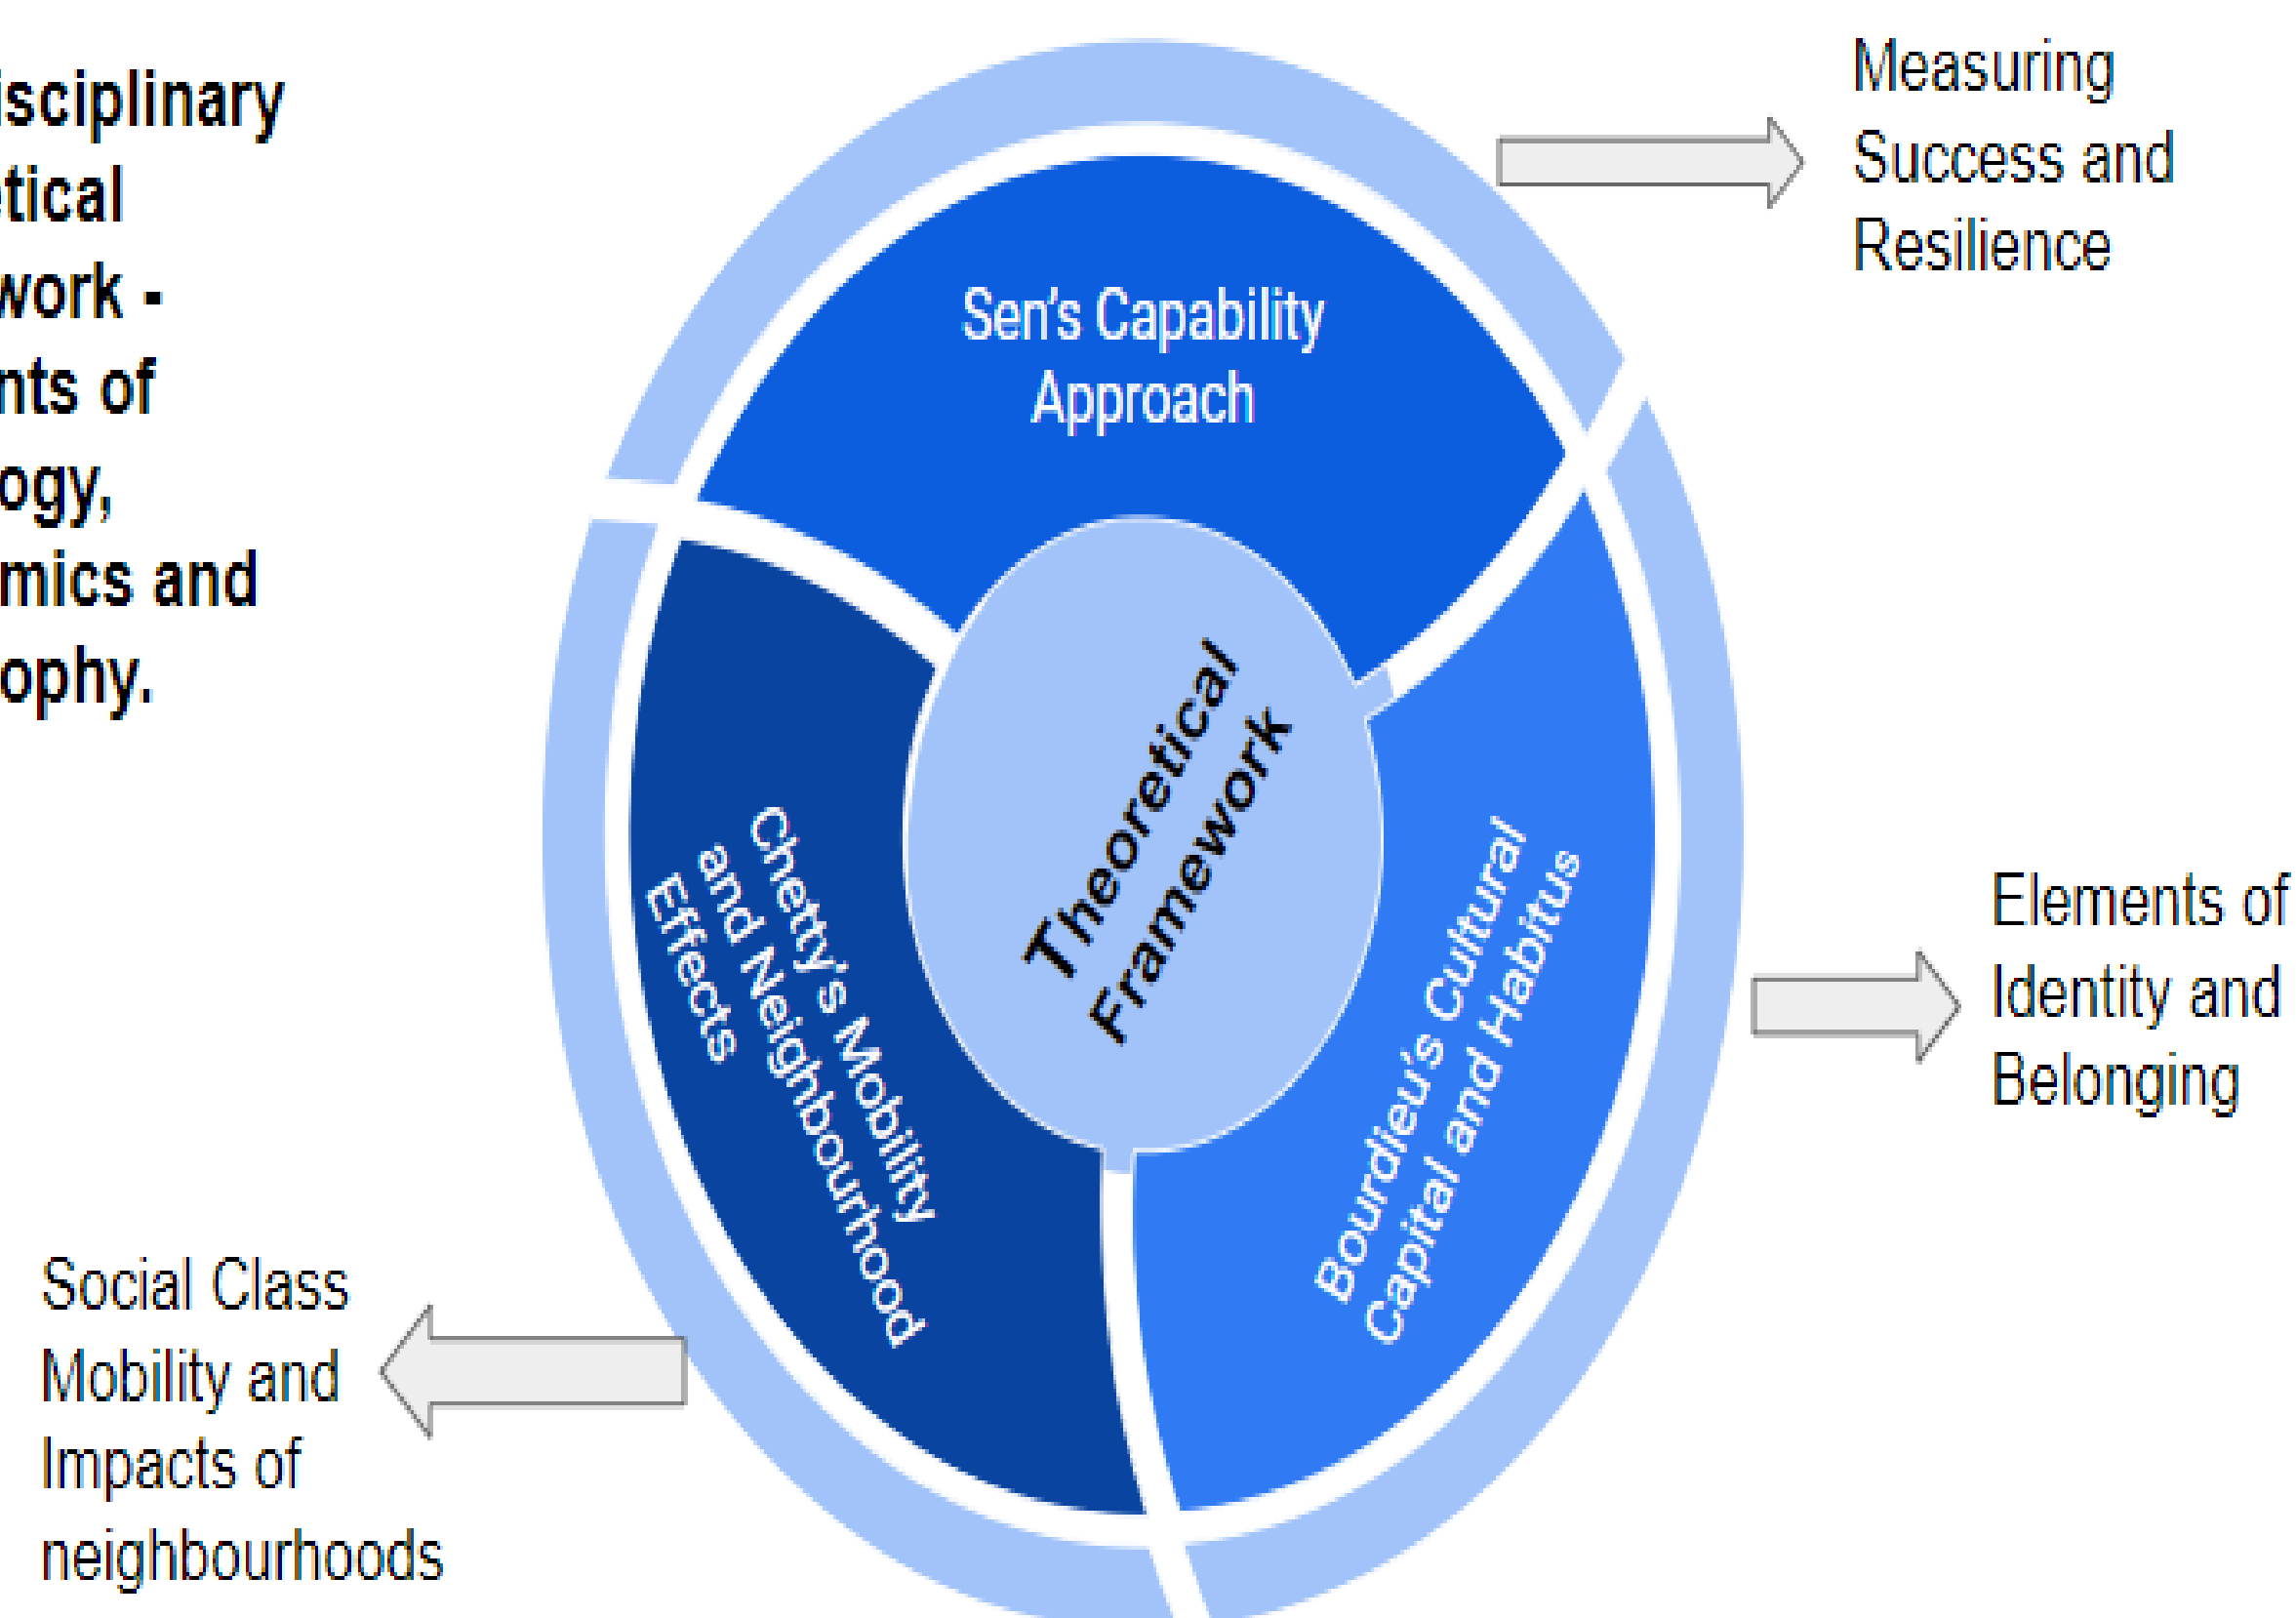 isciplinary
etical
work -
nts of
ogy,
mics and
ophy.
Measuring
Success and
Resilience
Sen's Capability
Approach
Theoretical
Framework
Chetty's Mobility
and Neighbourhood
Effects
Bourdieu's Cultural
Capital and Habitus
Elements of
Identity and
Belonging
Social Class
Mobility and
Impacts of
neighbourhoods